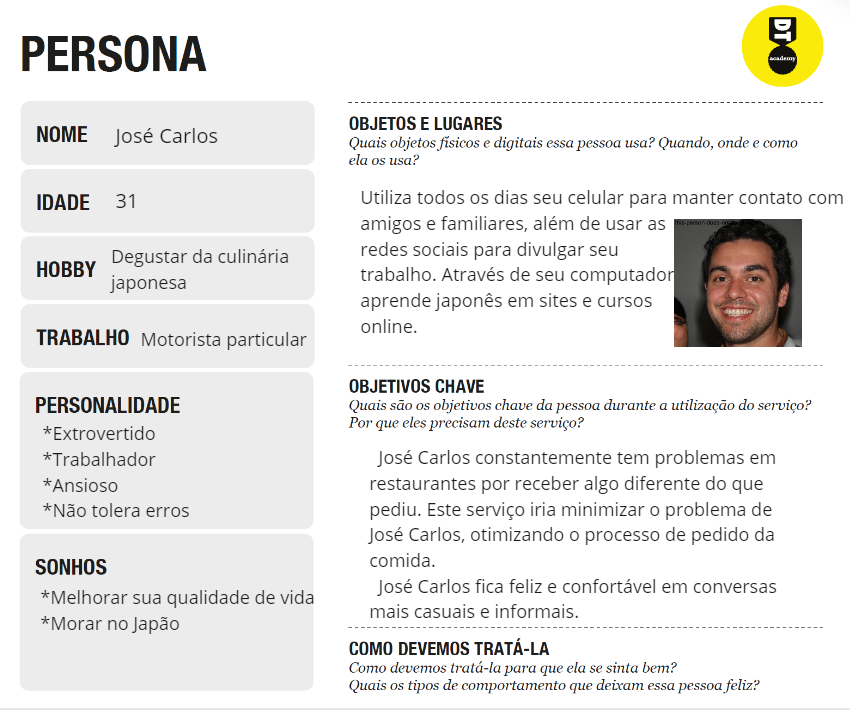 PERSONA
DT
academy
NOME José Carlos
IDADE 31
HOBBY Degustar da culinária
japonesa
TRABALHO Motorista particular
PERSONALIDADE
*Extrovertido
*Trabalhador
*Ansioso
*Não tolera erros
SONHOS
*Melhorar sua qualidade de vida
*Morar no Japão
OBJETOS E LUGARES
Quais objetos físicos e digitais essa pessoa usa? Quando, onde e como
ela os usa?
Utiliza todos os dias seu celular para manter contato com
amigos e familiares, além de usar as
redes sociais para divulgar seu
trabalho. Através de seu computador
aprende japonês em sites e cursos
online.
OBJETIVOS CHAVE
Quais são os objetivos chave da pessoa durante a utilização do serviço?
Por que eles precisam deste serviço?
José Carlos constantemente tem problemas em
restaurantes por receber algo diferente do que
pediu. Este serviço iria minimizar o problema de
José Carlos, otimizando o processo de pedido da
comida.
José Carlos fica feliz e confortável em conversas
mais casuais e informais.
COMO DEVEMOS TRATÁ-LA
Como devemos tratá-la para que ela se sinta bem?
Quais os tipos de comportamento que deixam essa pessoa feliz?